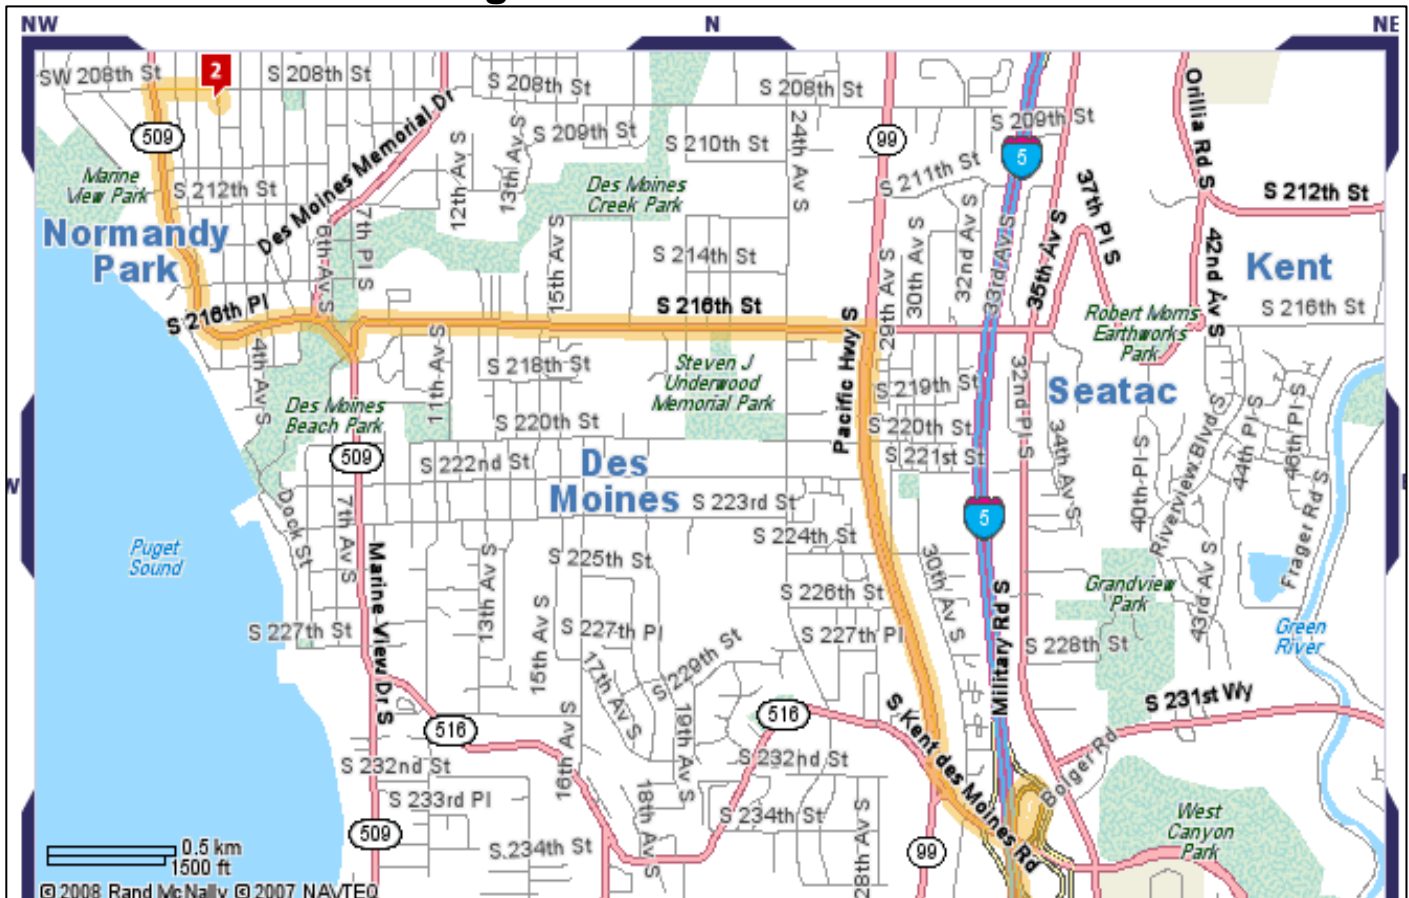 NW
N
NE
SW 208th St
2
S 208th St
S 208th St
S 208th St
Orillia Rd S
509
Des Moines Memorial Dr
12th Av S
13th Av S
S 209th St
S 210th St
24th Av S
99
S 209th St
5
S 211th St
37th Pl S
S 212th St
Marine
View Park
S 212th St
Des Moines
Creek Park
Normandy
Park
6th Av S
7th Pl S
15th Av S
S 214th St
29th Av S
30th Av S
32nd Av S
33rd Av S
35th Av S
42nd Av S
Kent
S 216th Pl
S 216th St
S 216th St
Robert Morris
Earthworks
Park
4th Av S
11th Av S
S 218th St
Steven J
Underwood
Memorial Park
Pacific Hwy S
S 219th St
32nd Pl S
Seatac
Des Moines
Beach Park
S 220th St
S 220th St
34th Av S
40th Pl S
Riverview Blvd S
44th Pl S
46th Pl S
509
S 222nd St
Des
Moines
S 221st St
W
Dock St
7th Av S
S 223rd St
5
Frager Rd S
Puget
Sound
Marine View Dr S
13th Av S
S 225th St
S 224th St
30th Av S
Military Rd S
43rd Av S
Grandview
Park
S 226th St
S 227th St
15th Av S
S 227th Pl
S 227th Pl
S 228th St
Green
River
17th Av S
S 229th St
19th Av S
S 231st Wy
516
516
S Kent des Moines Rd
S 232nd St
16th Av S
S 232nd St
Bolger Rd
S 233rd Pl
18th Av S
S 234th St
West
Canyon
Park
509
S 234th St
28th Av S
99
0.5 km
1500 ft
© 2008 Rand McNally © 2007 NAVTEQ